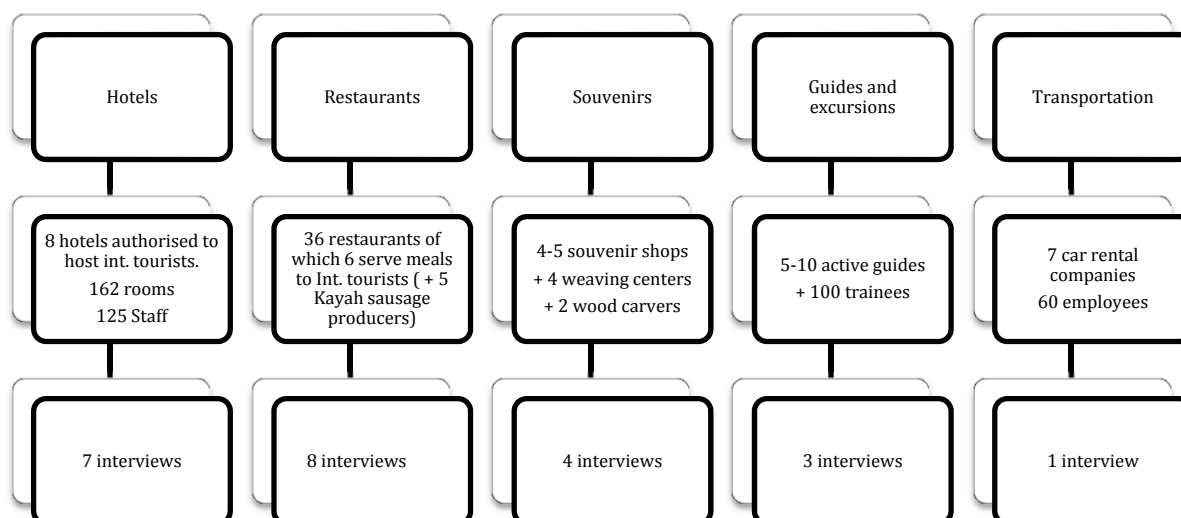 Hotels
Restaurants
Souvenirs
Guides and
excursions
Transportation
8 hotels authorised to
host int. tourists.
162 rooms
125 Staff
36 restaurants of
which 6 serve meals
to Int. tourists ( + 5
Kayah sausage
producers)
4-5 souvenir shops
+ 4 weaving centers
+ 2 wood carvers
5-10 active guides
+ 100 trainees
7 car rental
companies
60 employees
7 interviews
8 interviews
4 interviews
3 interviews
1 interview